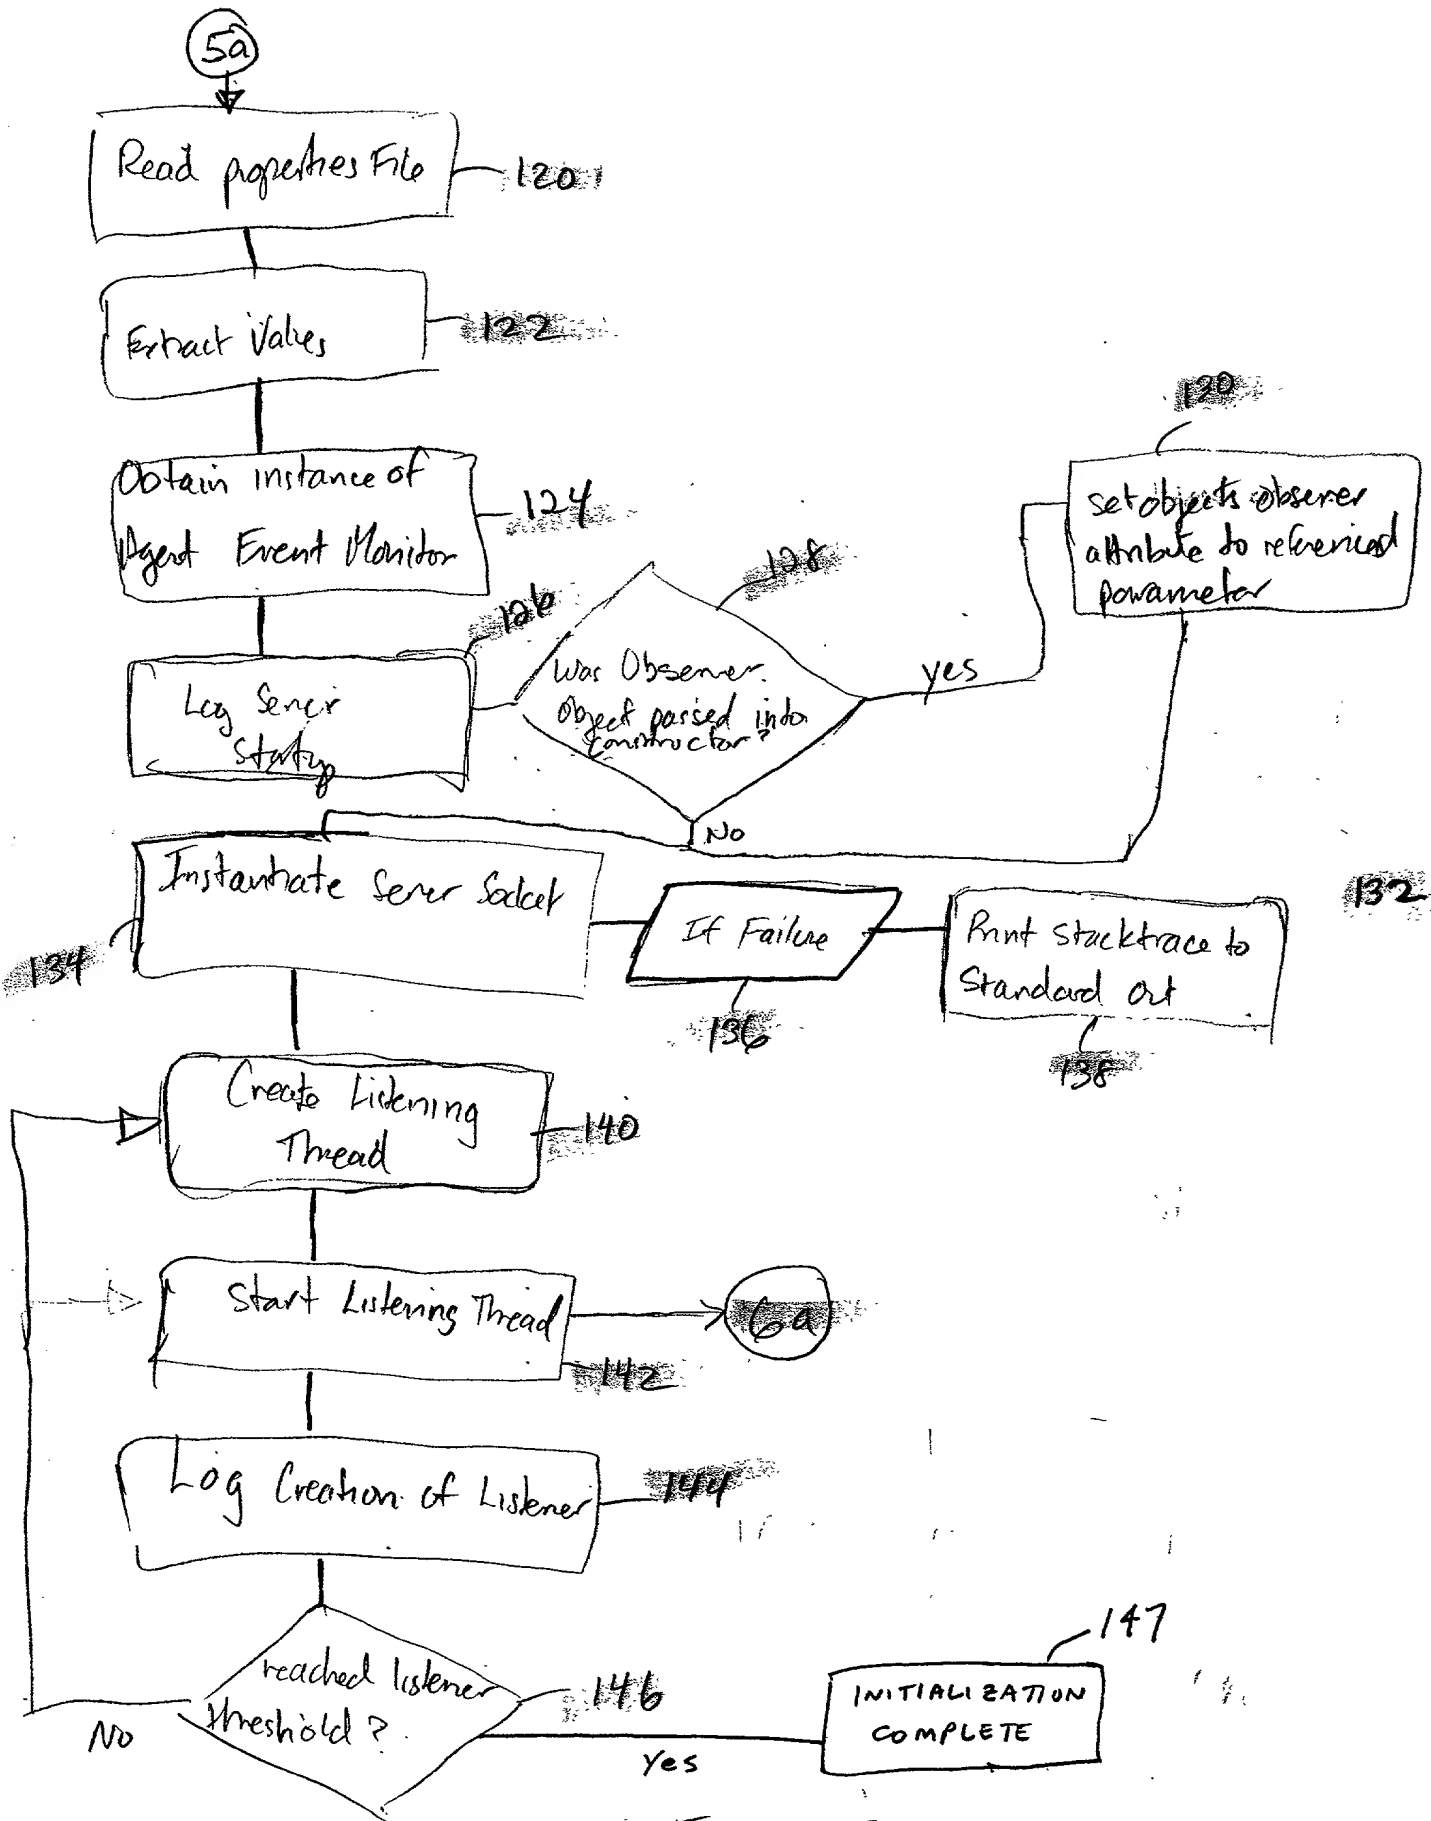 5a
Read properties File
120
Extract Values
122
Obtain instance of
Agent Event Monitor
124
Log Server
Startup
126
Was Observer
Object passed into
constructor?
128
yes
No
130
set objects observer
attribute to referenced
parameter
132
Instantiate Server Socket
134
If Failure
136
Print Stacktrace to
Standard Out
138
Create Listening
Thread
140
Start Listening Thread
142
6a
Log Creation of Listener
144
reached listener
threshold?
146
No
Yes
147
INITIALIZATION
COMPLETE